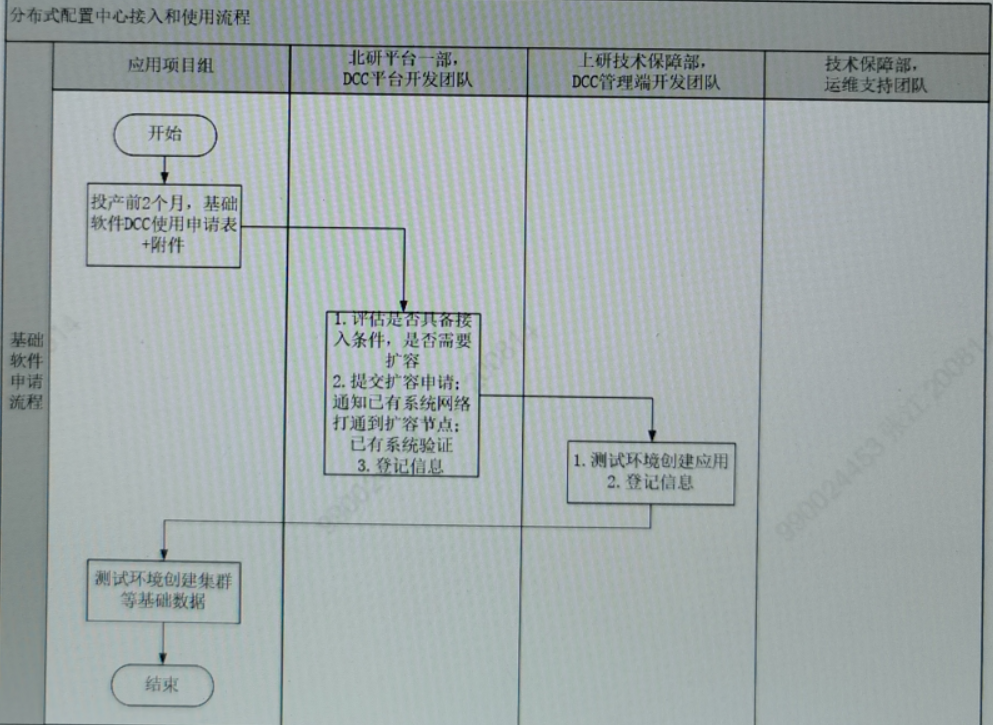 分布式配置中心接入和使用流程
应用项目组
北研平台一部,
DCC平台开发团队
上研技术保障部,
DCC管理端开发团队
技术保障部,
运维支持团队
基础
软件
申请
流程
开始
投产前2个月,基础
软件DCC使用申请表
+附件
1.评估是否具备接
入条件,是否需要
扩容
2.提交扩容申请;
通知已有系统网络
打通到扩容节点;
已有系统验证
3.登记信息
1.测试环境创建应用
2.登记信息
测试环境创建集群
等基础数据
结束